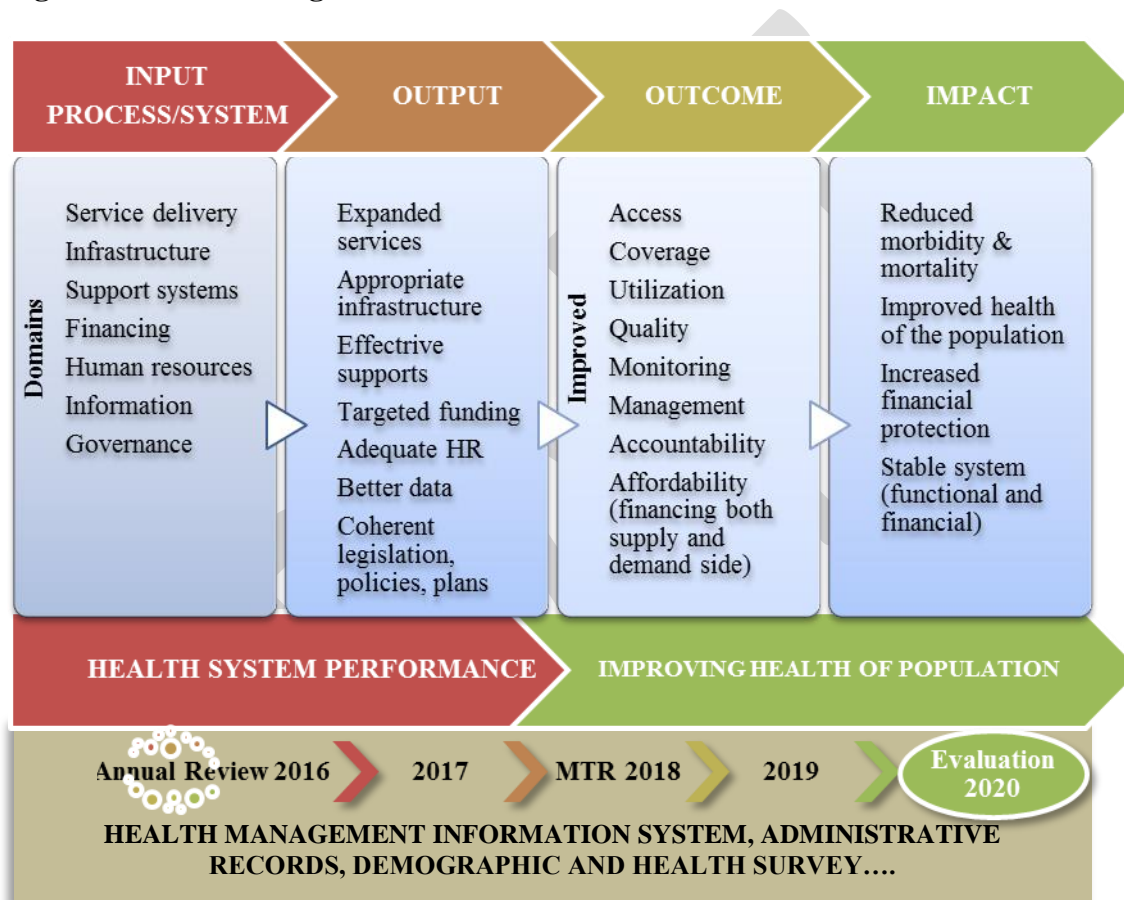 INPUT
PROCESS/SYSTEM
OUTPUT
OUTCOME
IMPACT
Domains
Service delivery
Infrastructure
Support systems
Financing
Human resources
Information
Governance
Expanded
services
Appropriate
infrastructure
Effectrive
supports
Targeted funding
Adequate HR
Better data
Coherent
legislation,
policies, plans
Improved
Access
Coverage
Utilization
Quality
Monitoring
Management
Accountability
Affordability
(financing both
supply and
demand side)
Reduced
morbidity &
mortality
Improved health
of the population
Increased
financial
protection
Stable system
(functional and
financial)
HEALTH SYSTEM PERFORMANCE
IMPROVING HEALTH OF POPULATION
Annual Review 2016
2017
MTR 2018
2019
Evaluation
2020
HEALTH MANAGEMENT INFORMATION SYSTEM, ADMINISTRATIVE
RECORDS, DEMOGRAPHIC AND HEALTH SURVEY….